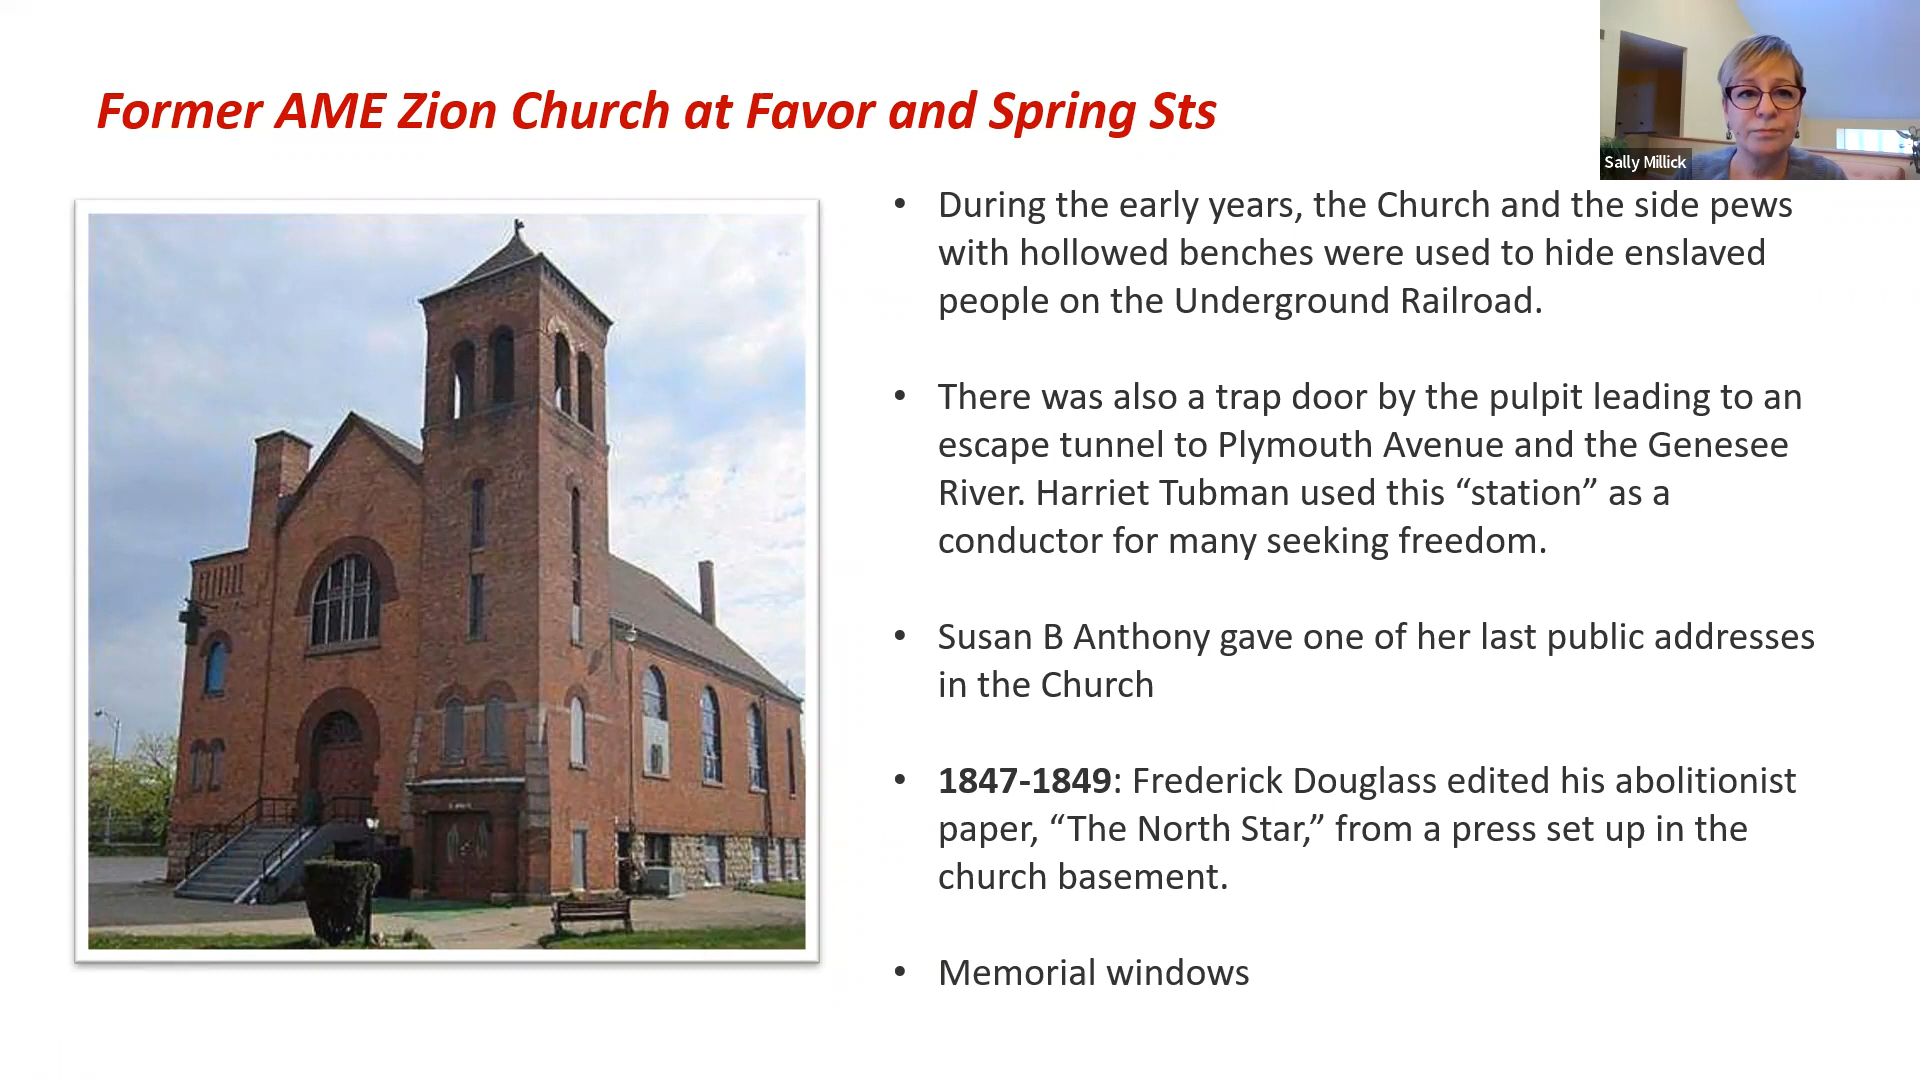 Former AME Zion Church at Favor and Spring Sts
Sally Millick
• During the early years, the Church and the side pews
with hollowed benches were used to hide enslaved
people on the Underground Railroad.
• There was also a trap door by the pulpit leading to an
escape tunnel to Plymouth Avenue and the Genesee
River. Harriet Tubman used this “station” as a
conductor for many seeking freedom.
• Susan B Anthony gave one of her last public addresses
in the Church
• 1847-1849: Frederick Douglass edited his abolitionist
paper, “The North Star,” from a press set up in the
church basement.
• Memorial windows